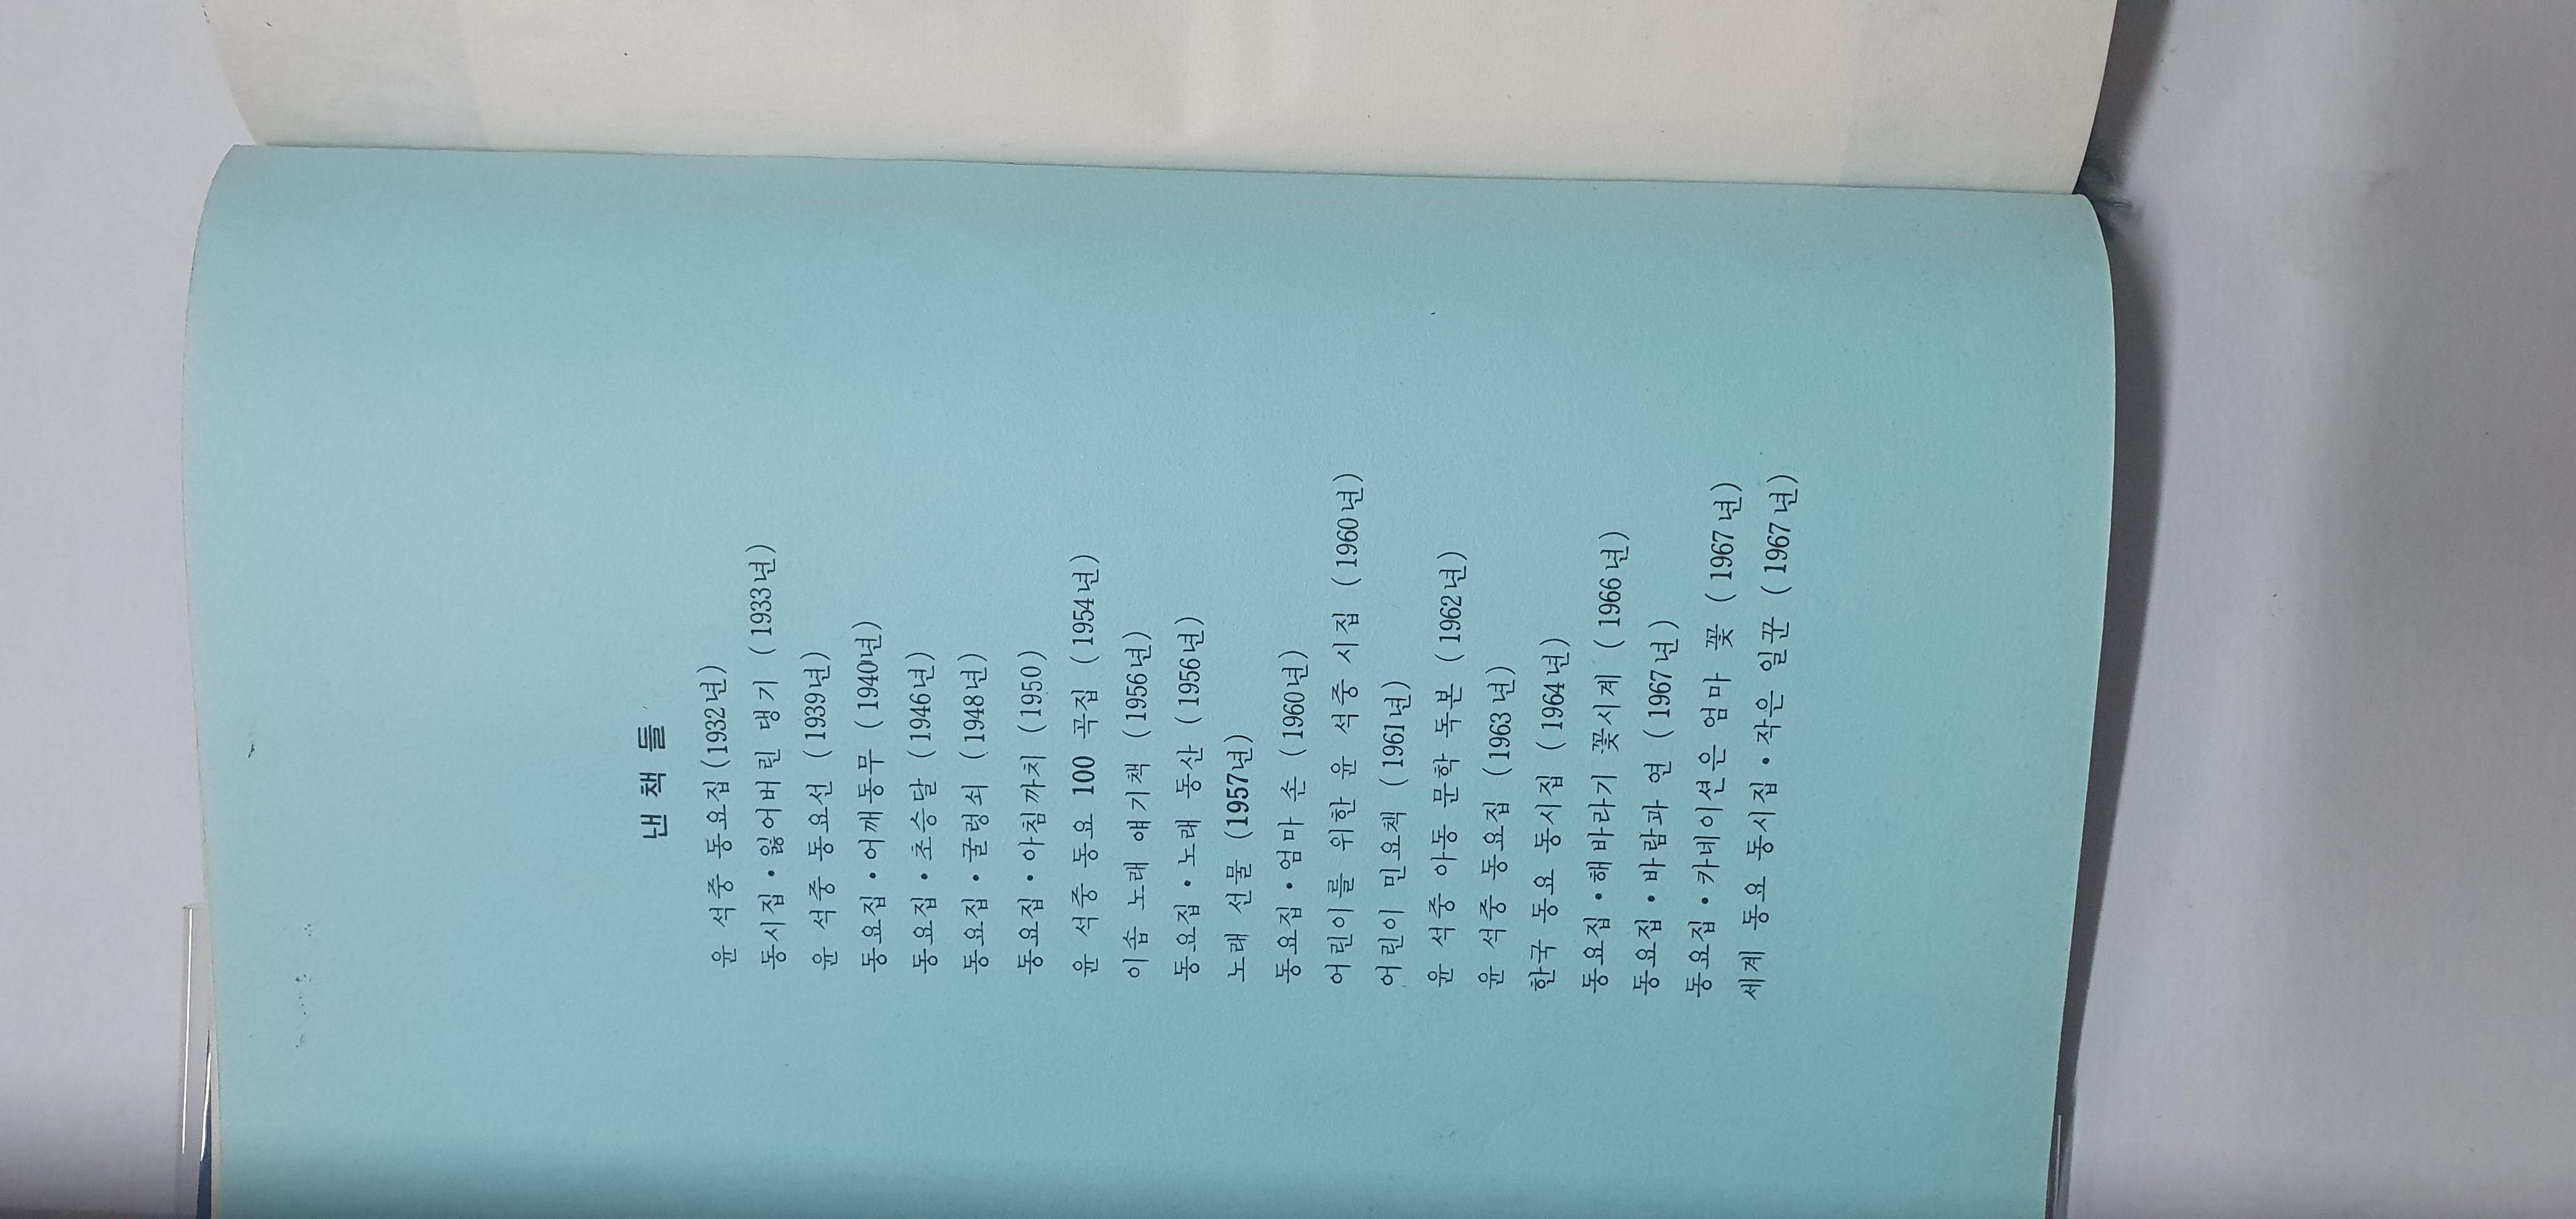 낸 책 들
윤 석중 동요집 (1932년)
동시집・잃어버린 댕기 (1933년)
윤 석중 동요선 (1939년)
동요집・어깨동무 (1940년)
동요집・초승달 (1946년)
동요집・굴렁쇠 (1948년)
동요집・아침까치 (1950)
윤 석중 동요 100 곡집 (1954년)
이솝 노래 얘기책 (1956년)
동요집・노래 동산 (1956년)
노래 선물 (1957년)
동요집・엄마 손 (1960년)
어린이를 위한 윤 석중 시집 (1960년)
어린이 민요책 (1961년)
윤 석중 아동 문학 독본 (1962년)
윤 석중 동요집 (1963년)
한국 동요 동시집 (1964년)
동요집・해바라기 꽃시계 (1966년)
동요집・바람과 연 (1967년)
동요집・카네이션은 엄마 꽃 (1967년)
세계 동요 동시집・작은 일꾼 (1967년)